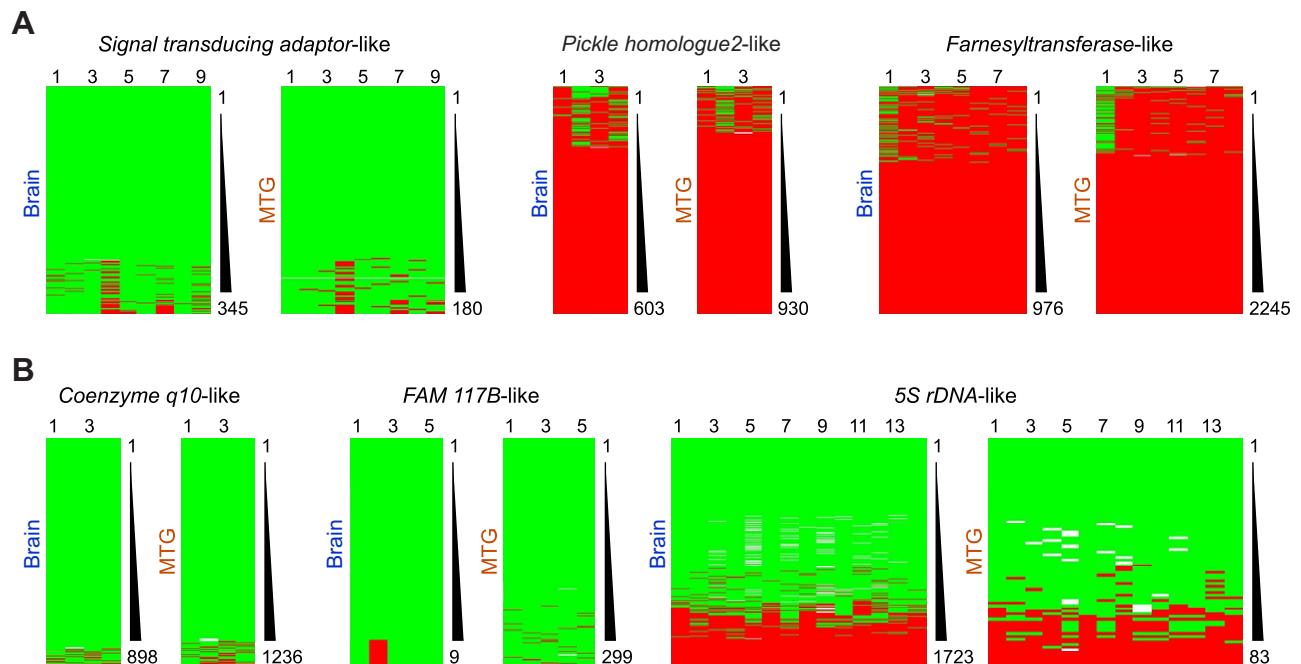 A
Signal transducing adaptor-like Pickle homologue2-like Farnesyltransferase-like
1 3 5 7 9 1 3 5 7 9 1 3 1 3 1 3 5 7 1 3 5 7
1 1 1 1 1 1
Brain MTG Brain MTG Brain MTG
345 180 603 930 976 2245
B
Coenzyme q10-like FAM 117B-like 5S rDNA-like
1 3 1 3 1 3 5 1 3 5 1 3 5 7 9 11 13 1 3 5 7 9 11 13
1 1 1 1 1 1
Brain MTG Brain MTG Brain MTG
898 1236 9 299 1723 83